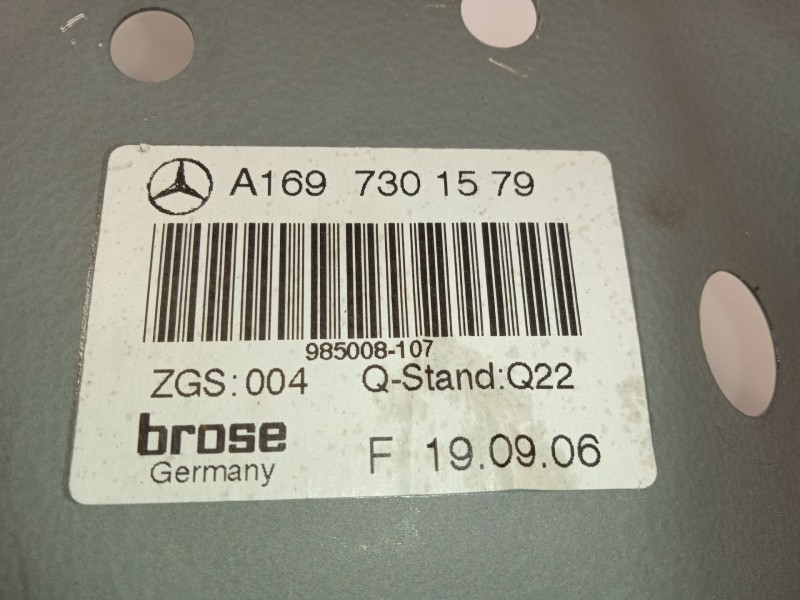 A169 730 15 79
985008-107
ZGS:004 Q-Stand:Q22
brose
Germany
F 19.09.06